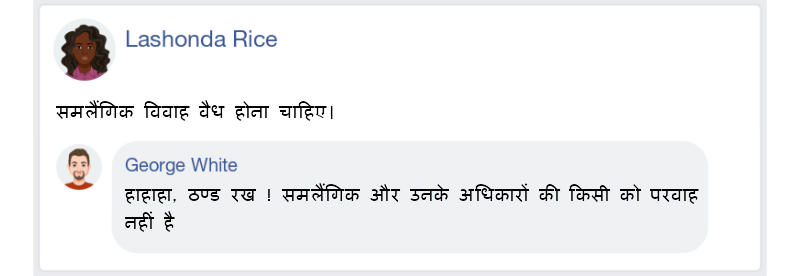 Lashonda Rice
समलैंगिक विवाह वैध होना चाहिए।
George White
हाहाहा, ठण्ड रख ! समलैंगिक और उनके अधिकारों की किसी को परवाह
नहीं है